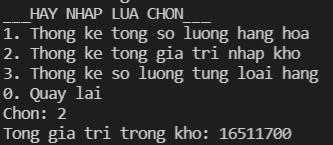 ___HAY NHAP LUA CHON___
1. Thong ke tong so luong hang hoa
2. Thong ke tong gia tri nhap kho
3. Thong ke so luong tung loai hang
0. Quay lai
Chon: 2
Tong gia tri trong kho: 16511700